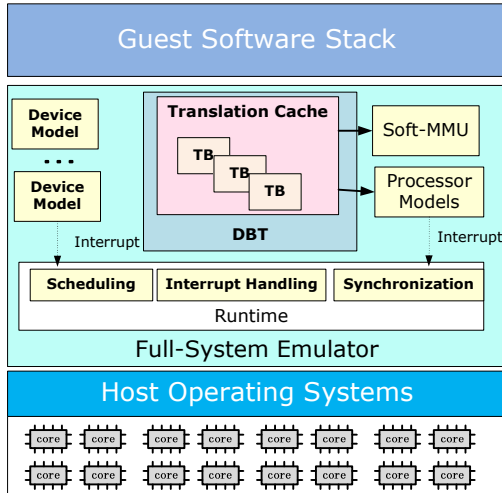 Guest Software Stack
Device
Model
...
Device
Model
Translation Cache
TB
TB
TB
DBT
Soft-MMU
Processor
Models
Interrupt
Interrupt
Scheduling
Interrupt Handling
Synchronization
Runtime
Full-System Emulator
Host Operating Systems
core core core core core core core core
core core core core core core core core